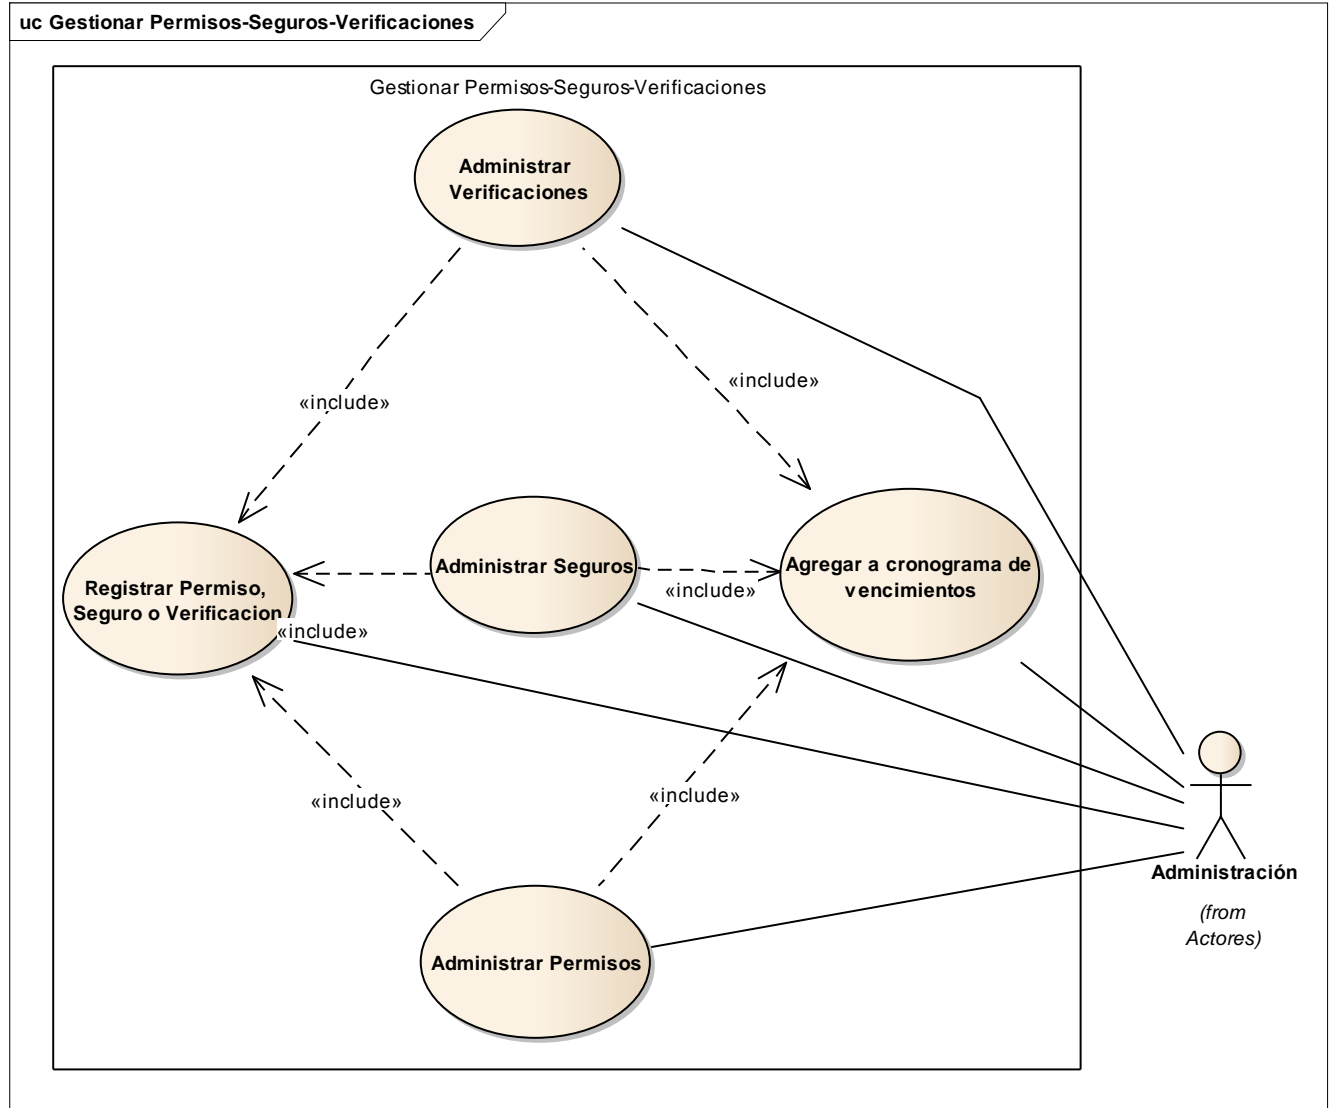 uc Gestionar Permisos-Seguros-Verificaciones
Gestionar Permisos-Seguros-Verificaciones
Administrar
Verificaciones
«include»
«include»
Administrar Seguros
Agregar a cronograma de
vencimientos
«include»
Registrar Permiso,
Seguro o Verificacion
«include»
«include»
«include»
Administrar Permisos
Administración
(from
Actores)